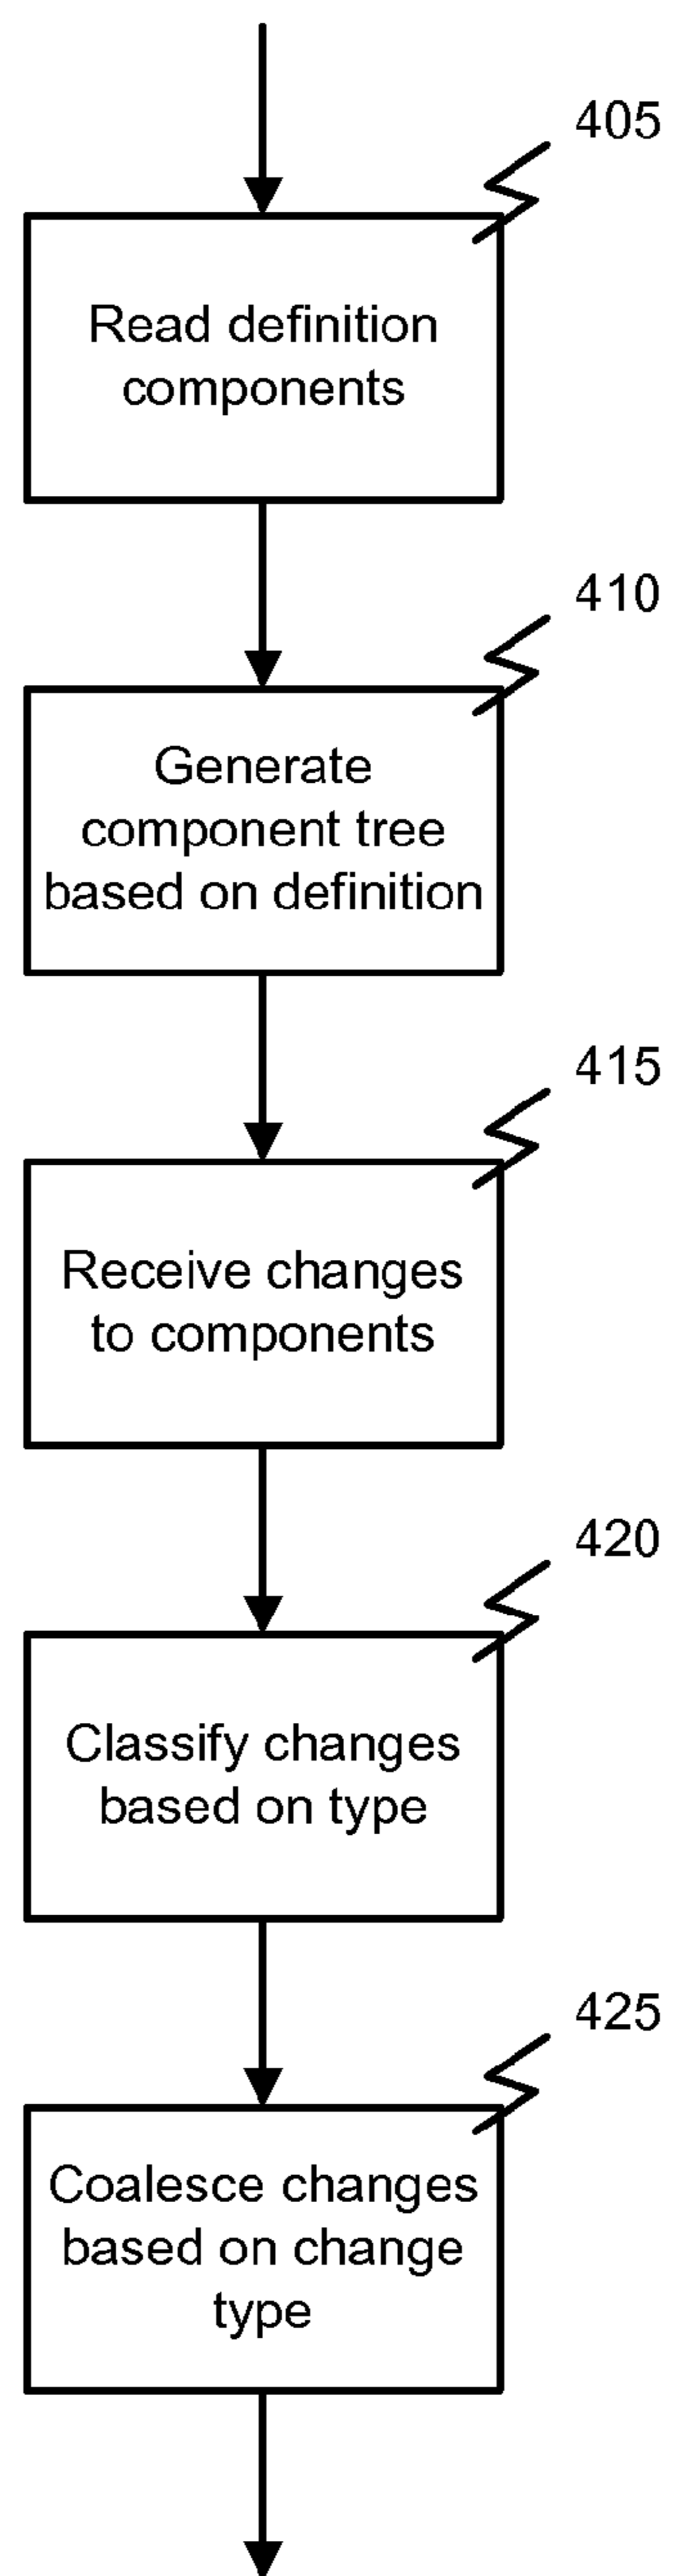 405
Read definition
components
410
Generate
component tree
based on definition
415
Receive changes
to components
420
Classify changes
based on type
425
Coalesce changes
based on change
type